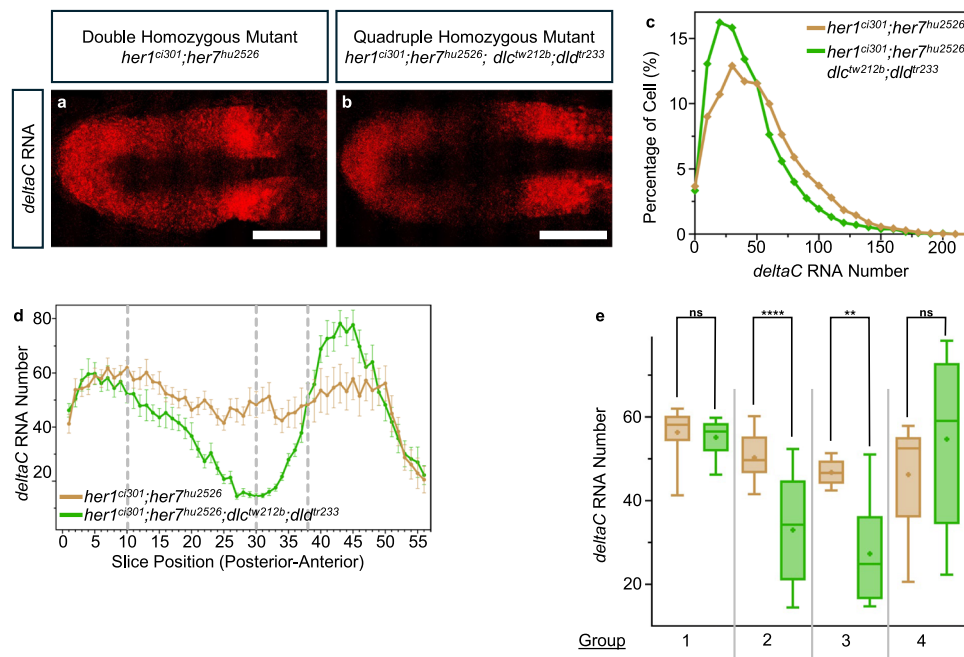 Double Homozygous Mutant
her1ci301;her7hu2526
Quadruple Homozygous Mutant
her1ci301;her7hu2526; dlctw212b;dldtr233
deltaC RNA
a
b
c
her1ci301;her7hu2526
her1ci301;her7hu2526
dlctw212b;dldtr233
Percentage of Cell (%)
15
10
5
0
0 50 100 150 200
deltaC RNA Number
d
deltaC RNA Number
80
60
40
20
her1ci301;her7hu2526
her1ci301;her7hu2526;dlctw212b;dldtr233
0 5 10 15 20 25 30 35 40 45 50 55
Slice Position (Posterior-Anterior)
e
ns **** ** ns
deltaC RNA Number
60
40
20
Group 1 2 3 4